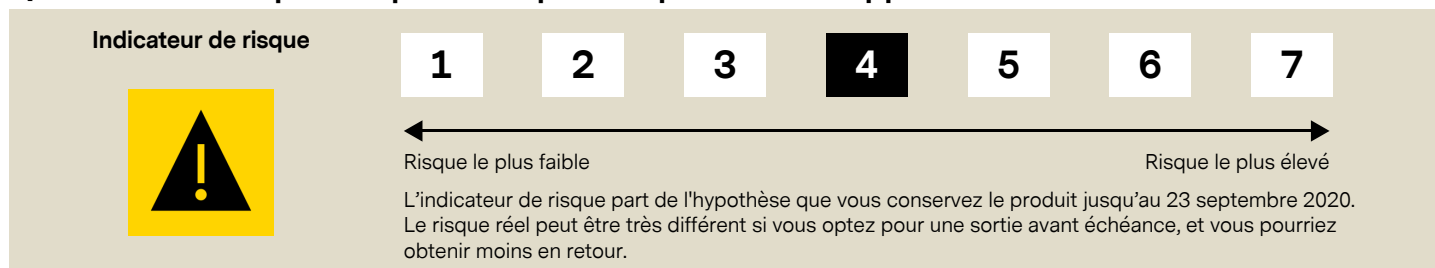 Indicateur de risque
1 2 3 4 5 6 7
Risque le plus faible Risque le plus élevé
L'indicateur de risque part de l'hypothèse que vous conservez le produit jusqu'au 23 septembre 2020.
Le risque réel peut être très différent si vous optez pour une sortie avant échéance, et vous pourriez
obtenir moins en retour.